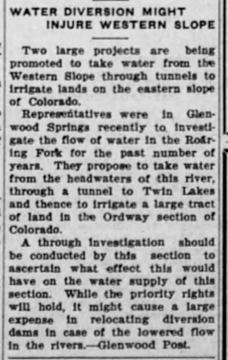 WATER DIVERSION MIGHT
INJURE WESTERN SLOPE
Two large projects are being
promoted to take water from the
Western Slope through tunnels to
irrigate lands on the eastern slope
of Colorado.
Representatives were in Glen-
wood Springs recently to investi-
gate the flow of water in the Roar-
ing Fork for the past number of
years. They propose to take water
from the headwaters of this river,
through a tunnel to Twin Lakes
and thence to irrigate a large tract
of land in the Ordway section of
Colorado.
A through investigation should
be conducted by this section to
ascertain what effect this would
have on the water supply of this
section. While the priority rights
will hold, it might cause a large
expense in relocating diversion
dams in case of the lowered flow
in the rivers.—Glenwood Post.